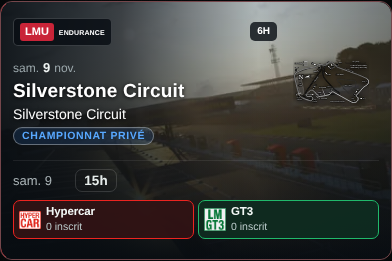 LMU ENDURANCE
6H
sam. 9 nov.
Silverstone Circuit
Silverstone Circuit
CHAMPIONNAT PRIVÉ
sam. 9 15h
HYPER CAR
Hypercar
0 inscrit
LM GT3
GT3
0 inscrit